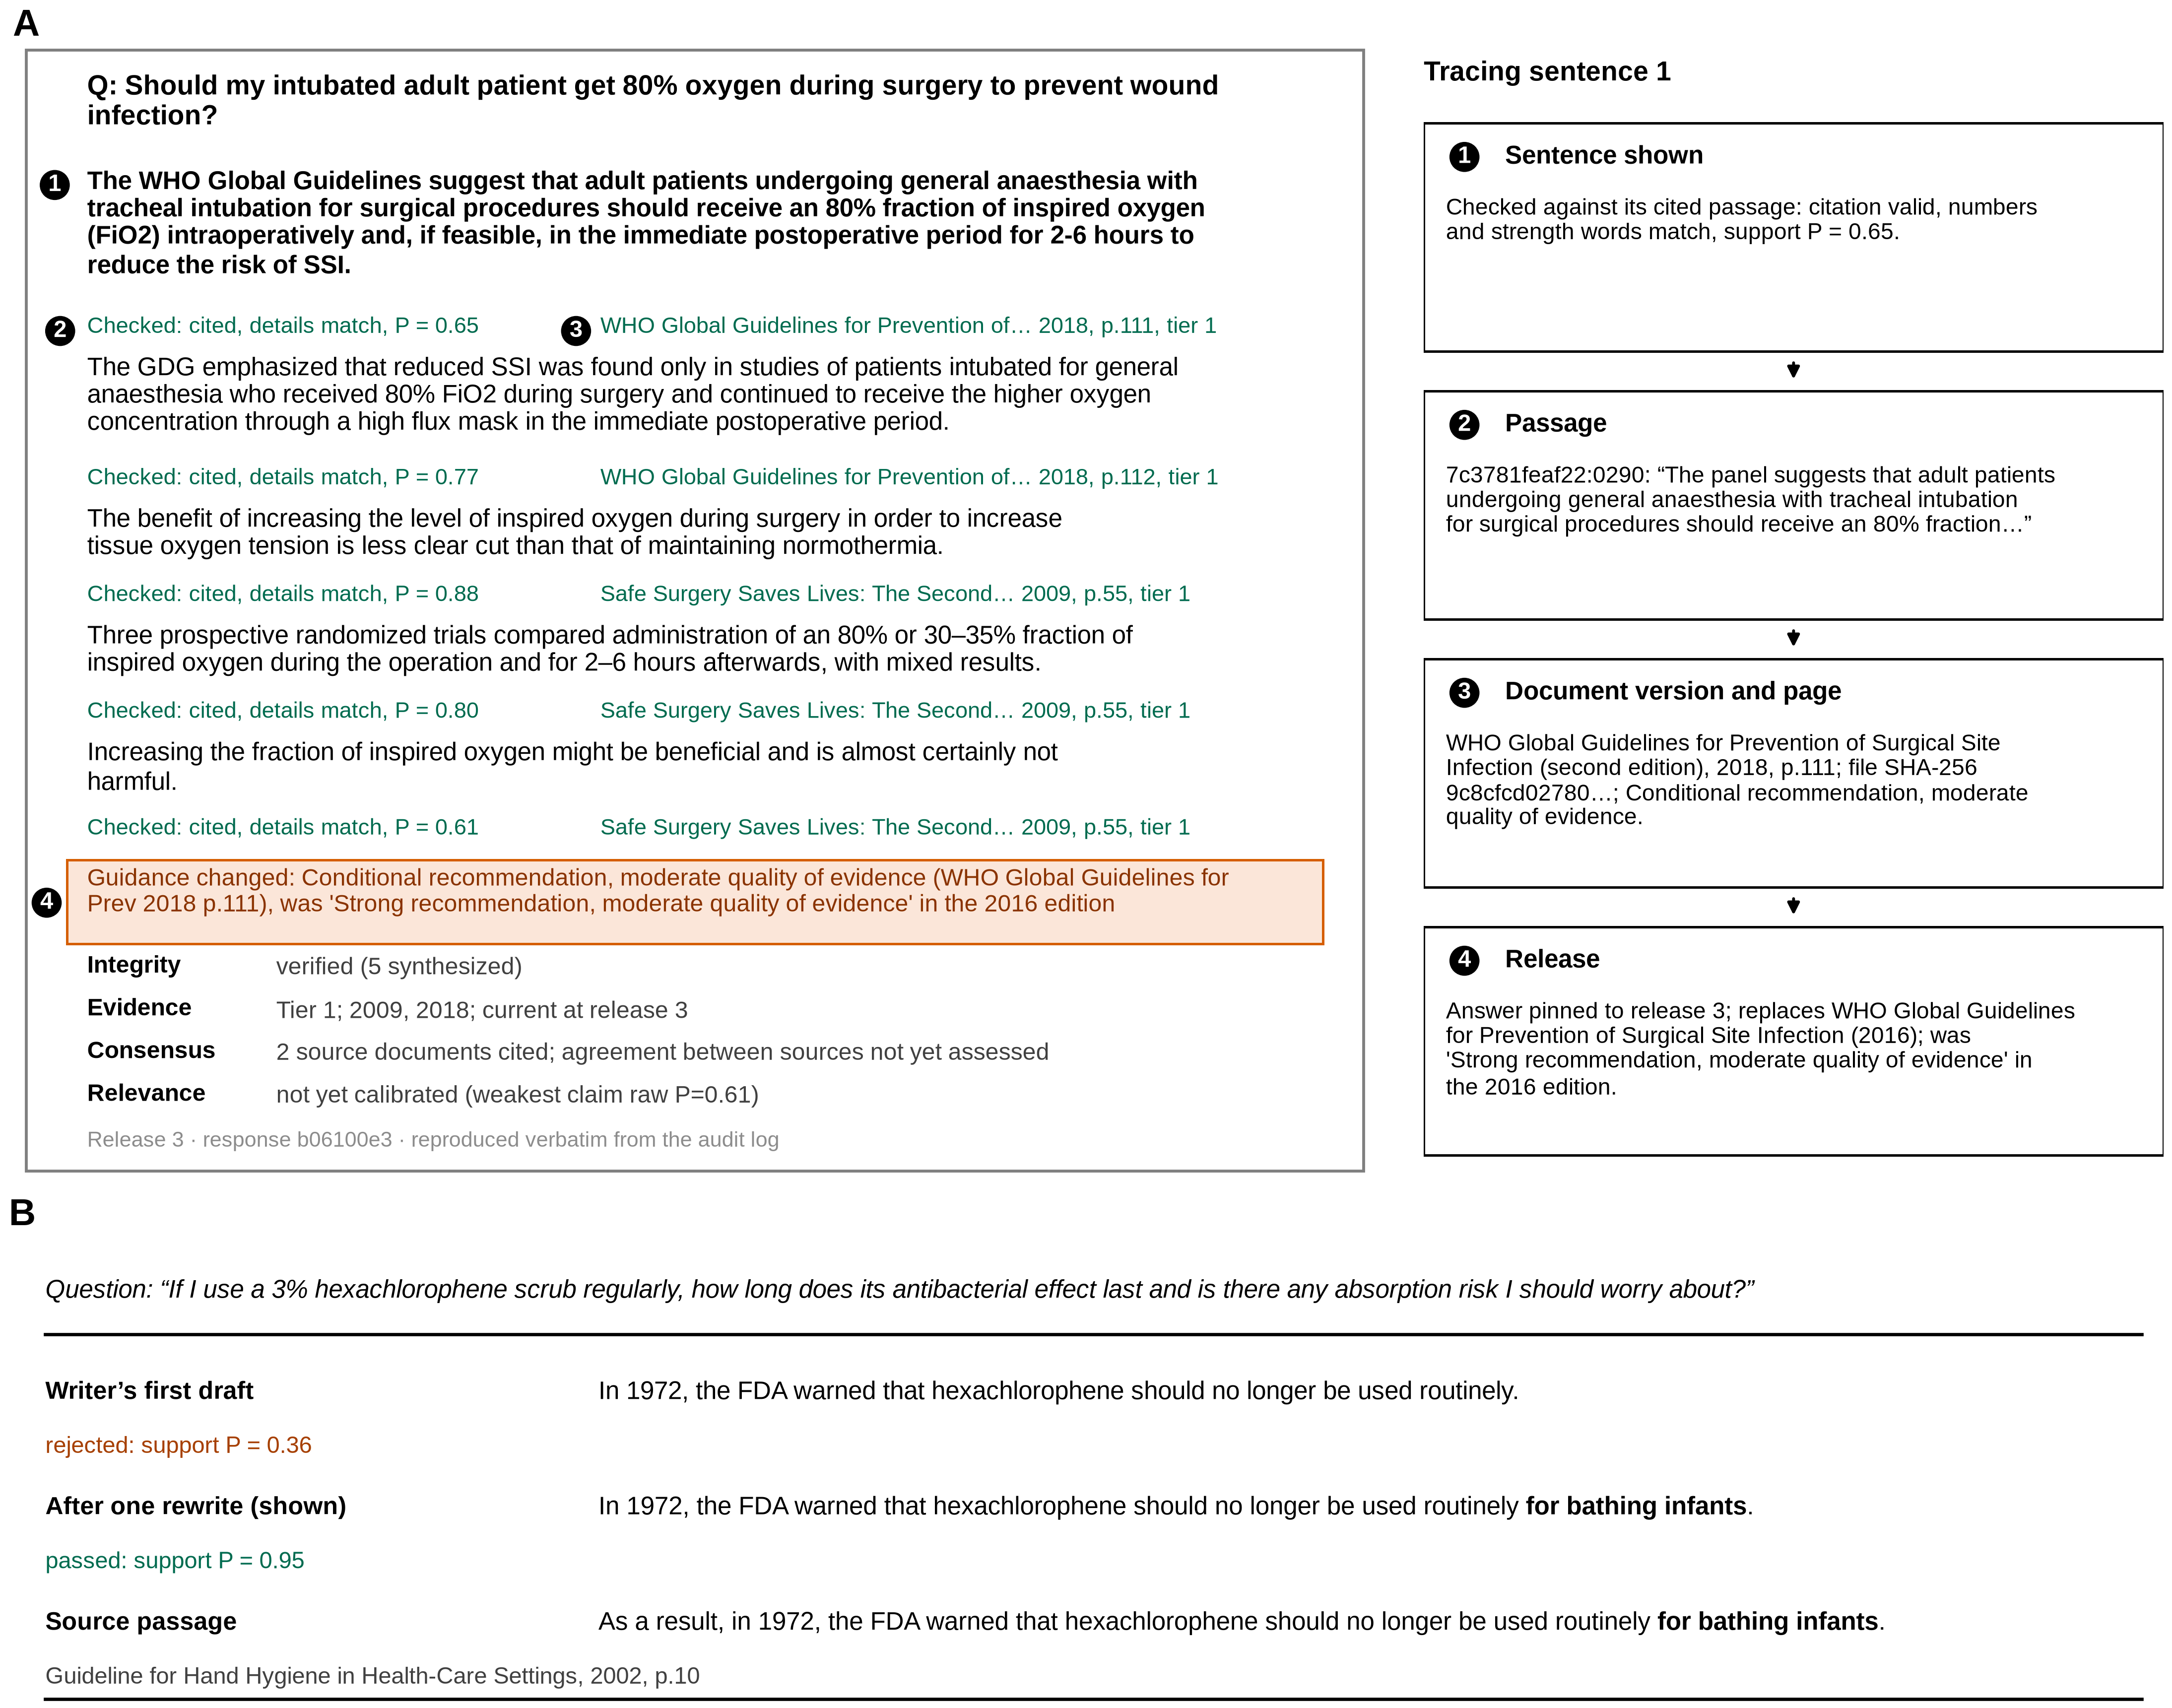 A
Q: Should my intubated adult patient get 80% oxygen during surgery to prevent wound
infection?
1 The WHO Global Guidelines suggest that adult patients undergoing general anaesthesia with
tracheal intubation for surgical procedures should receive an 80% fraction of inspired oxygen
(FiO2) intraoperatively and, if feasible, in the immediate postoperative period for 2-6 hours to
reduce the risk of SSI.
2 Checked: cited, details match, P = 0.65 3 WHO Global Guidelines for Prevention of… 2018, p.111, tier 1
The GDG emphasized that reduced SSI was found only in studies of patients intubated for general
anaesthesia who received 80% FiO2 during surgery and continued to receive the higher oxygen
concentration through a high flux mask in the immediate postoperative period.
Checked: cited, details match, P = 0.77 WHO Global Guidelines for Prevention of… 2018, p.112, tier 1
The benefit of increasing the level of inspired oxygen during surgery in order to increase
tissue oxygen tension is less clear cut than that of maintaining normothermia.
Checked: cited, details match, P = 0.88 Safe Surgery Saves Lives: The Second… 2009, p.55, tier 1
Three prospective randomized trials compared administration of an 80% or 30–35% fraction of
inspired oxygen during the operation and for 2–6 hours afterwards, with mixed results.
Checked: cited, details match, P = 0.80 Safe Surgery Saves Lives: The Second… 2009, p.55, tier 1
Increasing the fraction of inspired oxygen might be beneficial and is almost certainly not
harmful.
Checked: cited, details match, P = 0.61 Safe Surgery Saves Lives: The Second… 2009, p.55, tier 1
4 Guidance changed: Conditional recommendation, moderate quality of evidence (WHO Global Guidelines for
Prev 2018 p.111), was 'Strong recommendation, moderate quality of evidence' in the 2016 edition
Integrity verified (5 synthesized)
Evidence Tier 1; 2009, 2018; current at release 3
Consensus 2 source documents cited; agreement between sources not yet assessed
Relevance not yet calibrated (weakest claim raw P=0.61)
Release 3 · response b06100e3 · reproduced verbatim from the audit log
Tracing sentence 1
1 Sentence shown
Checked against its cited passage: citation valid, numbers
and strength words match, support P = 0.65.
2 Passage
7c3781feaf22:0290: “The panel suggests that adult patients
undergoing general anaesthesia with tracheal intubation
for surgical procedures should receive an 80% fraction…”
3 Document version and page
WHO Global Guidelines for Prevention of Surgical Site
Infection (second edition), 2018, p.111; file SHA-256
9c8cfcd02780…; Conditional recommendation, moderate
quality of evidence.
4 Release
Answer pinned to release 3; replaces WHO Global Guidelines
for Prevention of Surgical Site Infection (2016); was
'Strong recommendation, moderate quality of evidence' in
the 2016 edition.
B
Question: “If I use a 3% hexachlorophene scrub regularly, how long does its antibacterial effect last and is there any absorption risk I should worry about?”
Writer’s first draft In 1972, the FDA warned that hexachlorophene should no longer be used routinely.
rejected: support P = 0.36
After one rewrite (shown) In 1972, the FDA warned that hexachlorophene should no longer be used routinely for bathing infants.
passed: support P = 0.95
Source passage As a result, in 1972, the FDA warned that hexachlorophene should no longer be used routinely for bathing infants.
Guideline for Hand Hygiene in Health-Care Settings, 2002, p.10